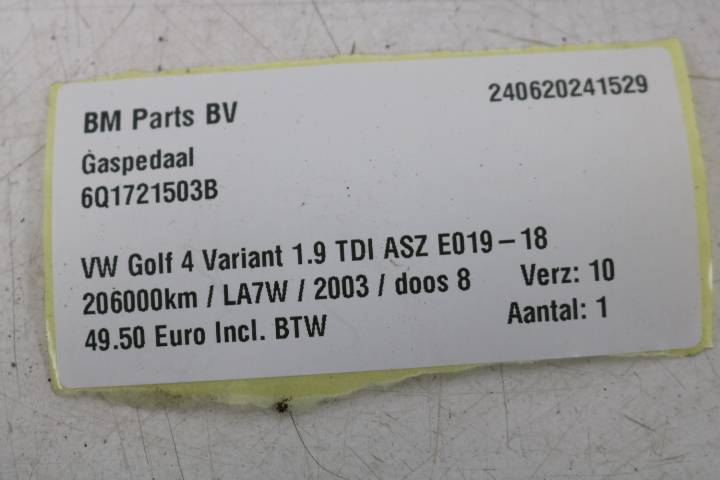 BM Parts BV 240620241529
Gaspedaal
6Q1721503B
VW Golf 4 Variant 1.9 TDI ASZ E019-18
206000km / LA7W / 2003 / doos 8 Verz: 10
49.50 Euro Incl. BTW Aantal: 1